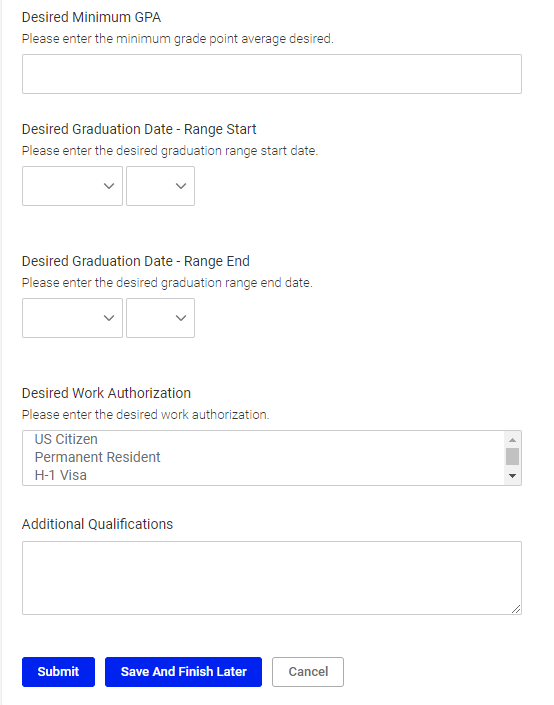 Desired Minimum GPA
Please enter the minimum grade point average desired.
Desired Graduation Date - Range Start
Please enter the desired graduation range start date.
Desired Graduation Date - Range End
Please enter the desired graduation range end date.
Desired Work Authorization
Please enter the desired work authorization.
US Citizen
Permanent Resident
H-1 Visa
Additional Qualifications
Submit Save And Finish Later Cancel